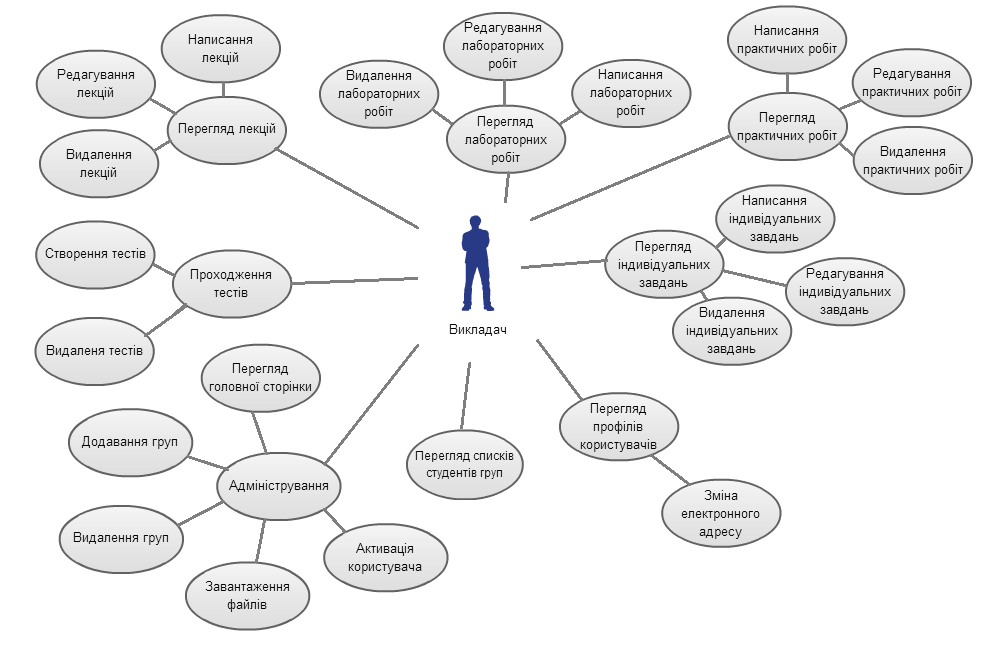 Написання
лекцій
Редагування
лекцій
Перегляд лекцій
Видалення
лекцій
Редагування
лабораторних
робіт
Видалення
лабораторних
робіт
Написання
лабораторних
робіт
Перегляд
лабораторних
робіт
Написання
практичних робіт
Редагування
практичних робіт
Перегляд
практичних робіт
Видалення
практичних робіт
Написання
індивідуальних
завдань
Перегляд
індивідуальних
завдань
Редагування
індивідуальних
завдань
Видалення
індивідуальних
завдань
Створення тестів
Проходження
тестів
Видаленя тестів
Викладач
Перегляд
головної сторінки
Додавання груп
Адміністрування
Видалення груп
Завантаження
файлів
Активація
користувача
Перегляд списків
студентів груп
Перегляд
профілів
користувачів
Зміна
електронного
адресу